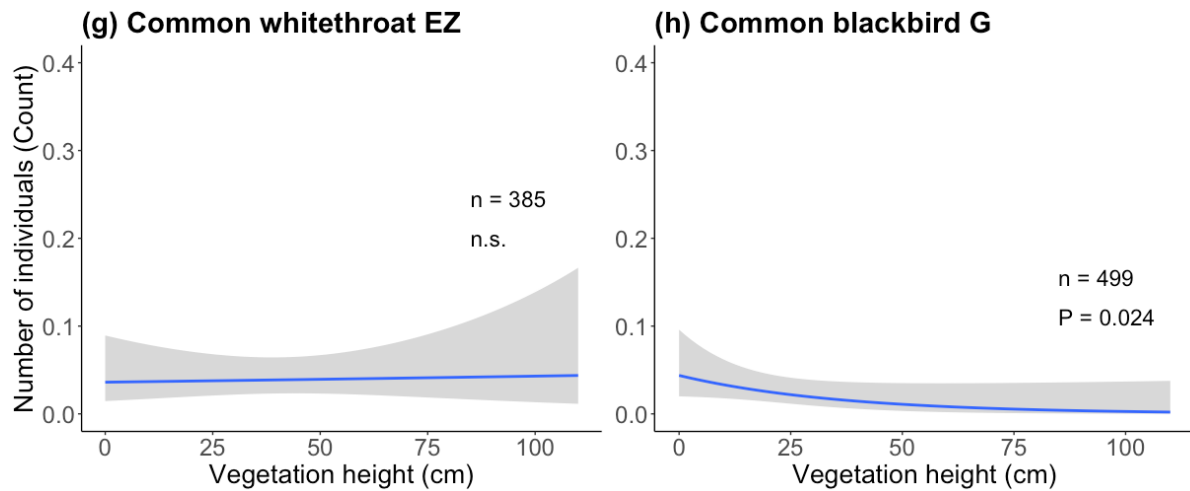 (g) Common whitethroat EZ
Number of individuals (Count)
0.4
0.3
0.2
0.1
0.0
n = 385
n.s.
0 25 50 75 100
Vegetation height (cm)
(h) Common blackbird G
0.4
0.3
0.2
0.1
0.0
n = 499
P = 0.024
0 25 50 75 100
Vegetation height (cm)